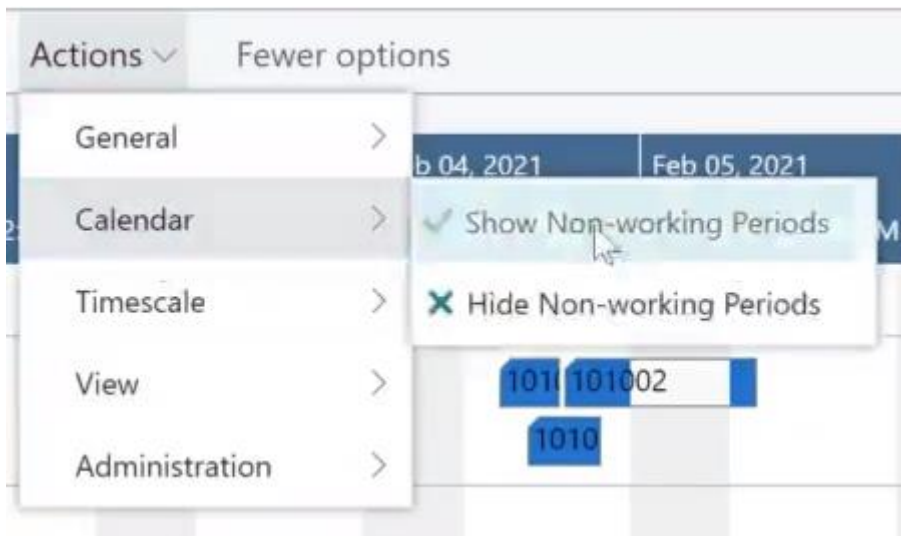 Actions
Fewer options
General
b 04, 2021
Feb 05, 2021
Calendar
Show Non-working Periods
M
Timescale
Hide Non-working Periods
View
101
101002
1010
Administration